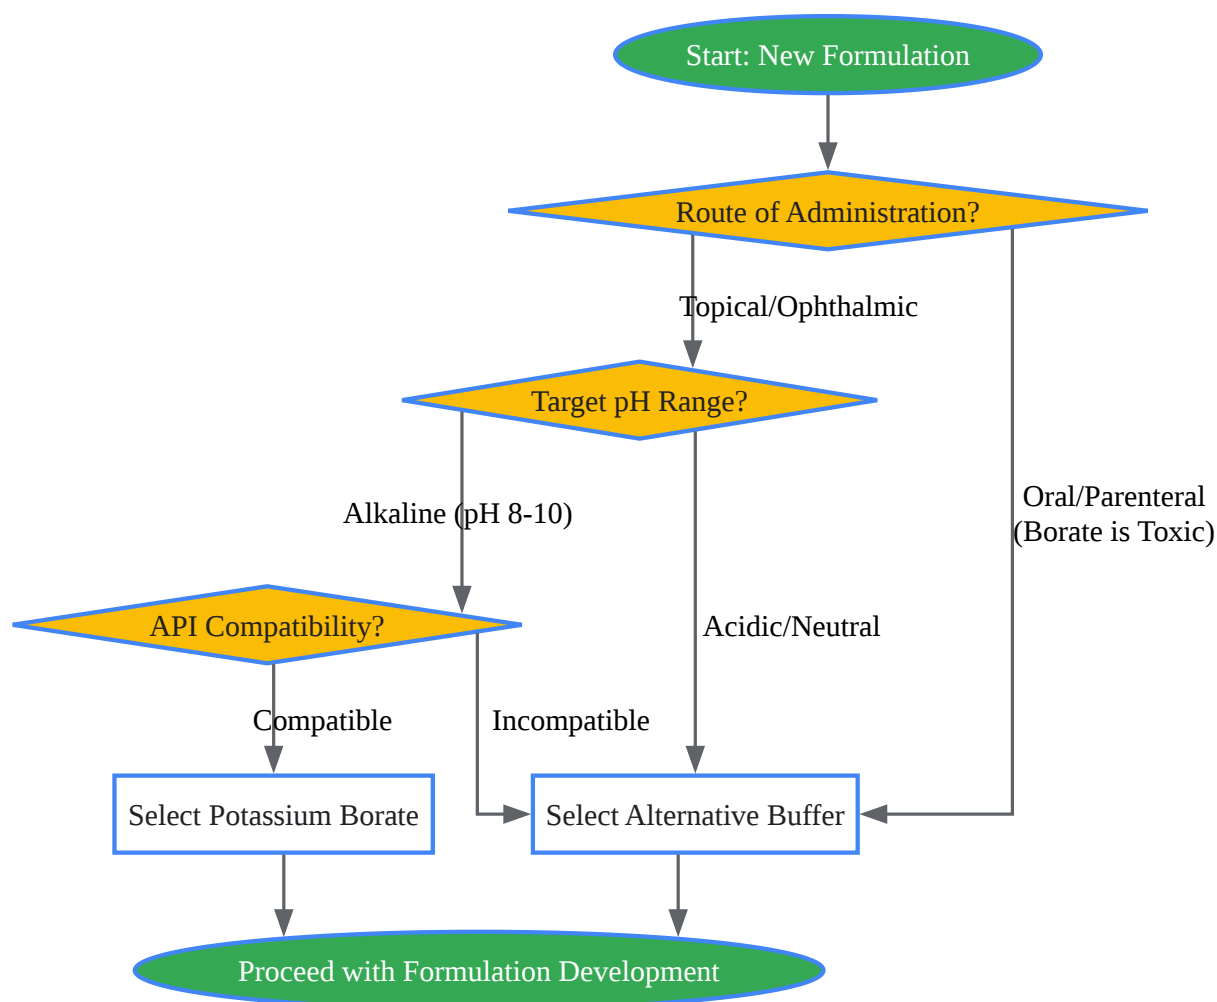 Start: New Formulation
Route of Administration?
Topical/Ophthalmic
Target pH Range?
Oral/Parenteral
(Borate is Toxic)
Alkaline (pH 8-10)
API Compatibility?
Acidic/Neutral
Compatible
Incompatible
Select Potassium Borate
Select Alternative Buffer
Proceed with Formulation Development